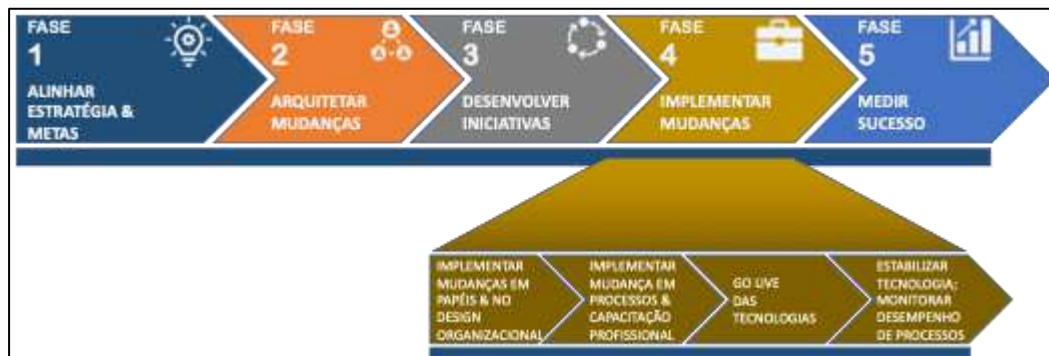 FASE
1
ALINHAR
ESTRATÉGIA &
METAS
FASE
2
ARQUITETAR
MUDANÇAS
FASE
3
DESENVOLVER
INICIATIVAS
FASE
4
IMPLEMENTAR
MUDANÇAS
FASE
5
MEDIR
SUCESSO
IMPLEMENTAR
MUDANÇAS EM
PAPÉIS & NO
DESIGN
ORGANIZACIONAL
IMPLEMENTAR
MUDANÇA EM
PROCESSOS &
CAPACITAÇÃO
PROFISSIONAL
GO LIVE
DAS
TECNOLOGIAS
ESTABILIZAR
TECNOLOGIA;
MONITORAR
DESEMPENHO
DE PROCESSOS